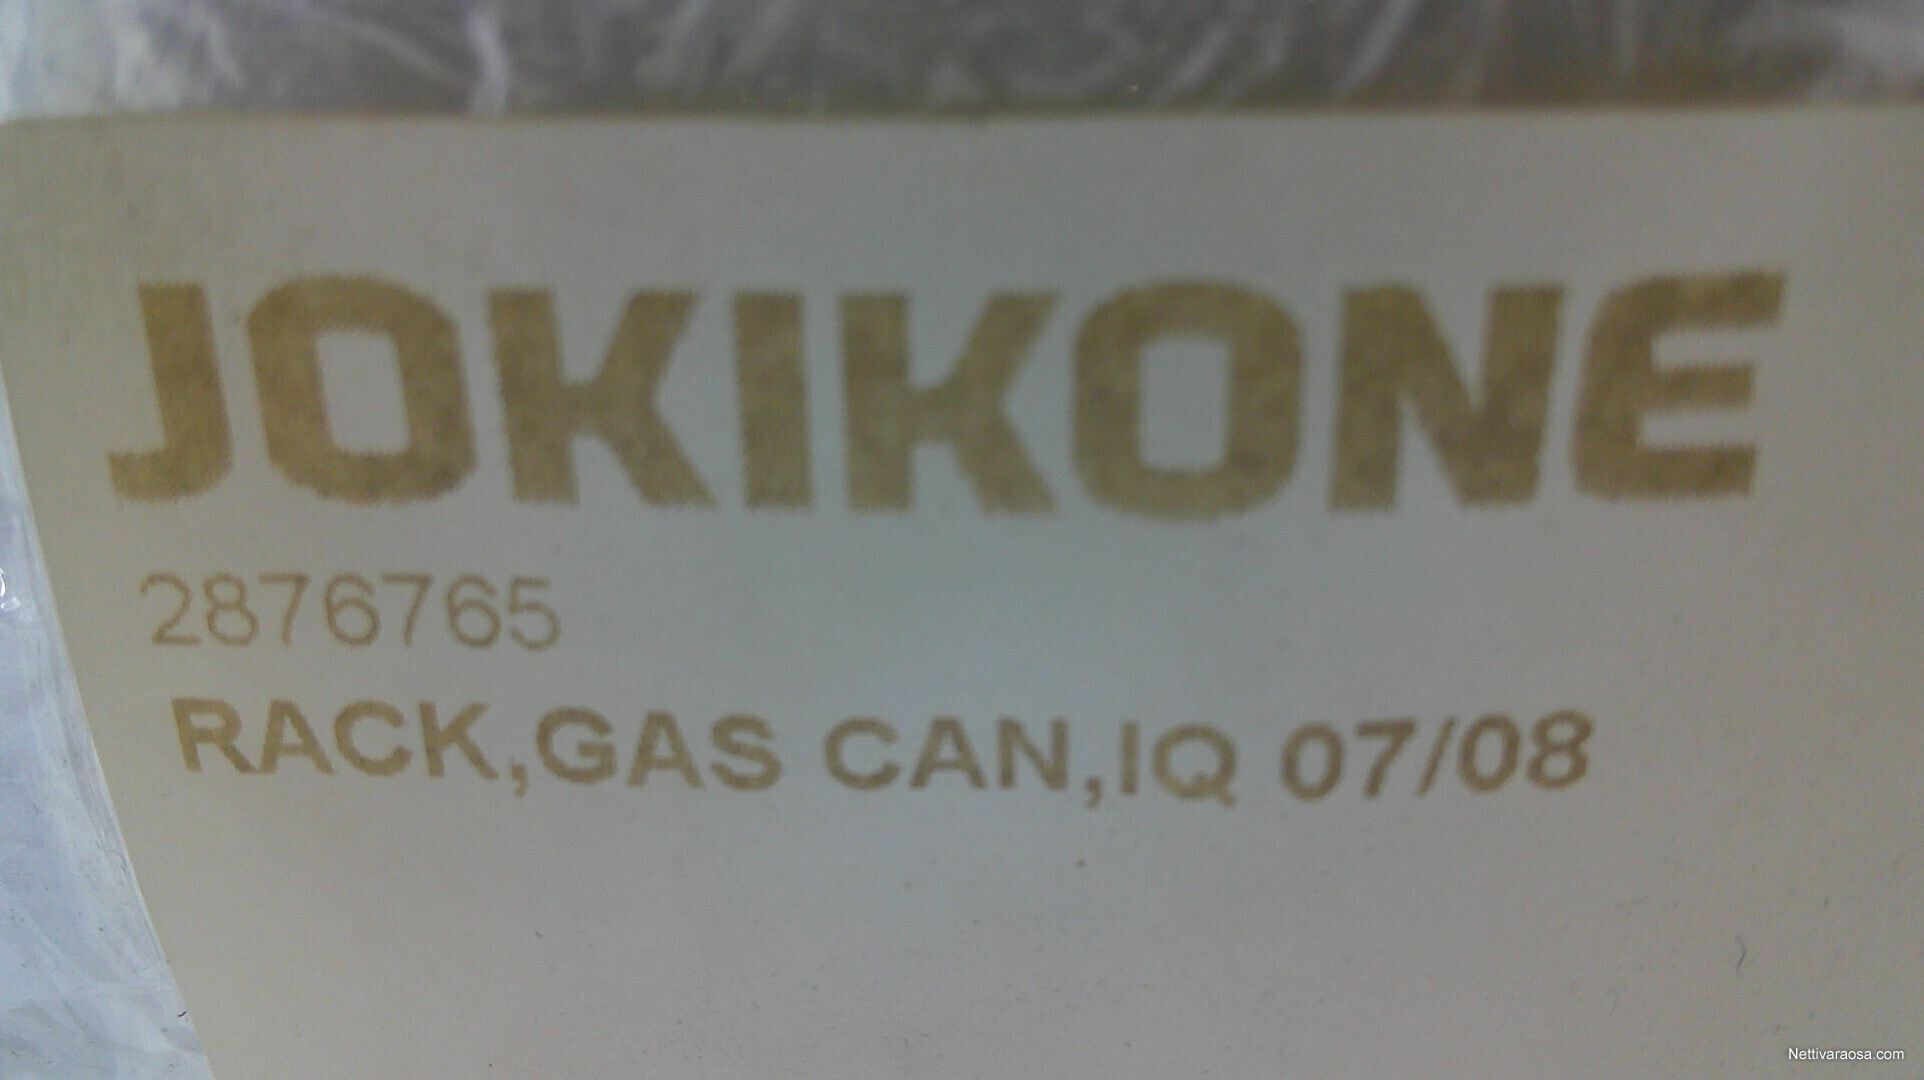 JOKIKONE
2876765
RACK,GAS CAN,IQ 07/08
Nettivaraosa.com